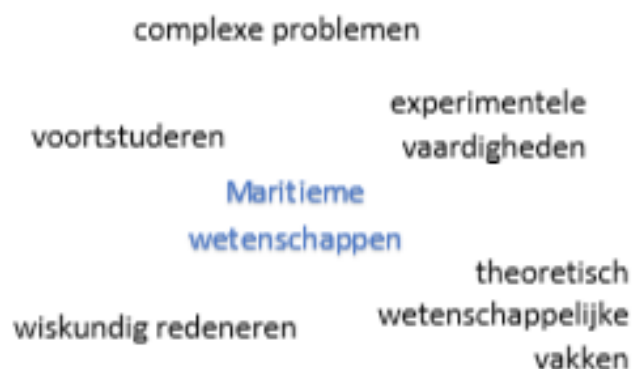 complexe problemen
experimentele
vaardigheden
voortstuderen
Maritieme
wetenschappen
theoretisch
wetenschappelijke
vakken
wiskundig redeneren